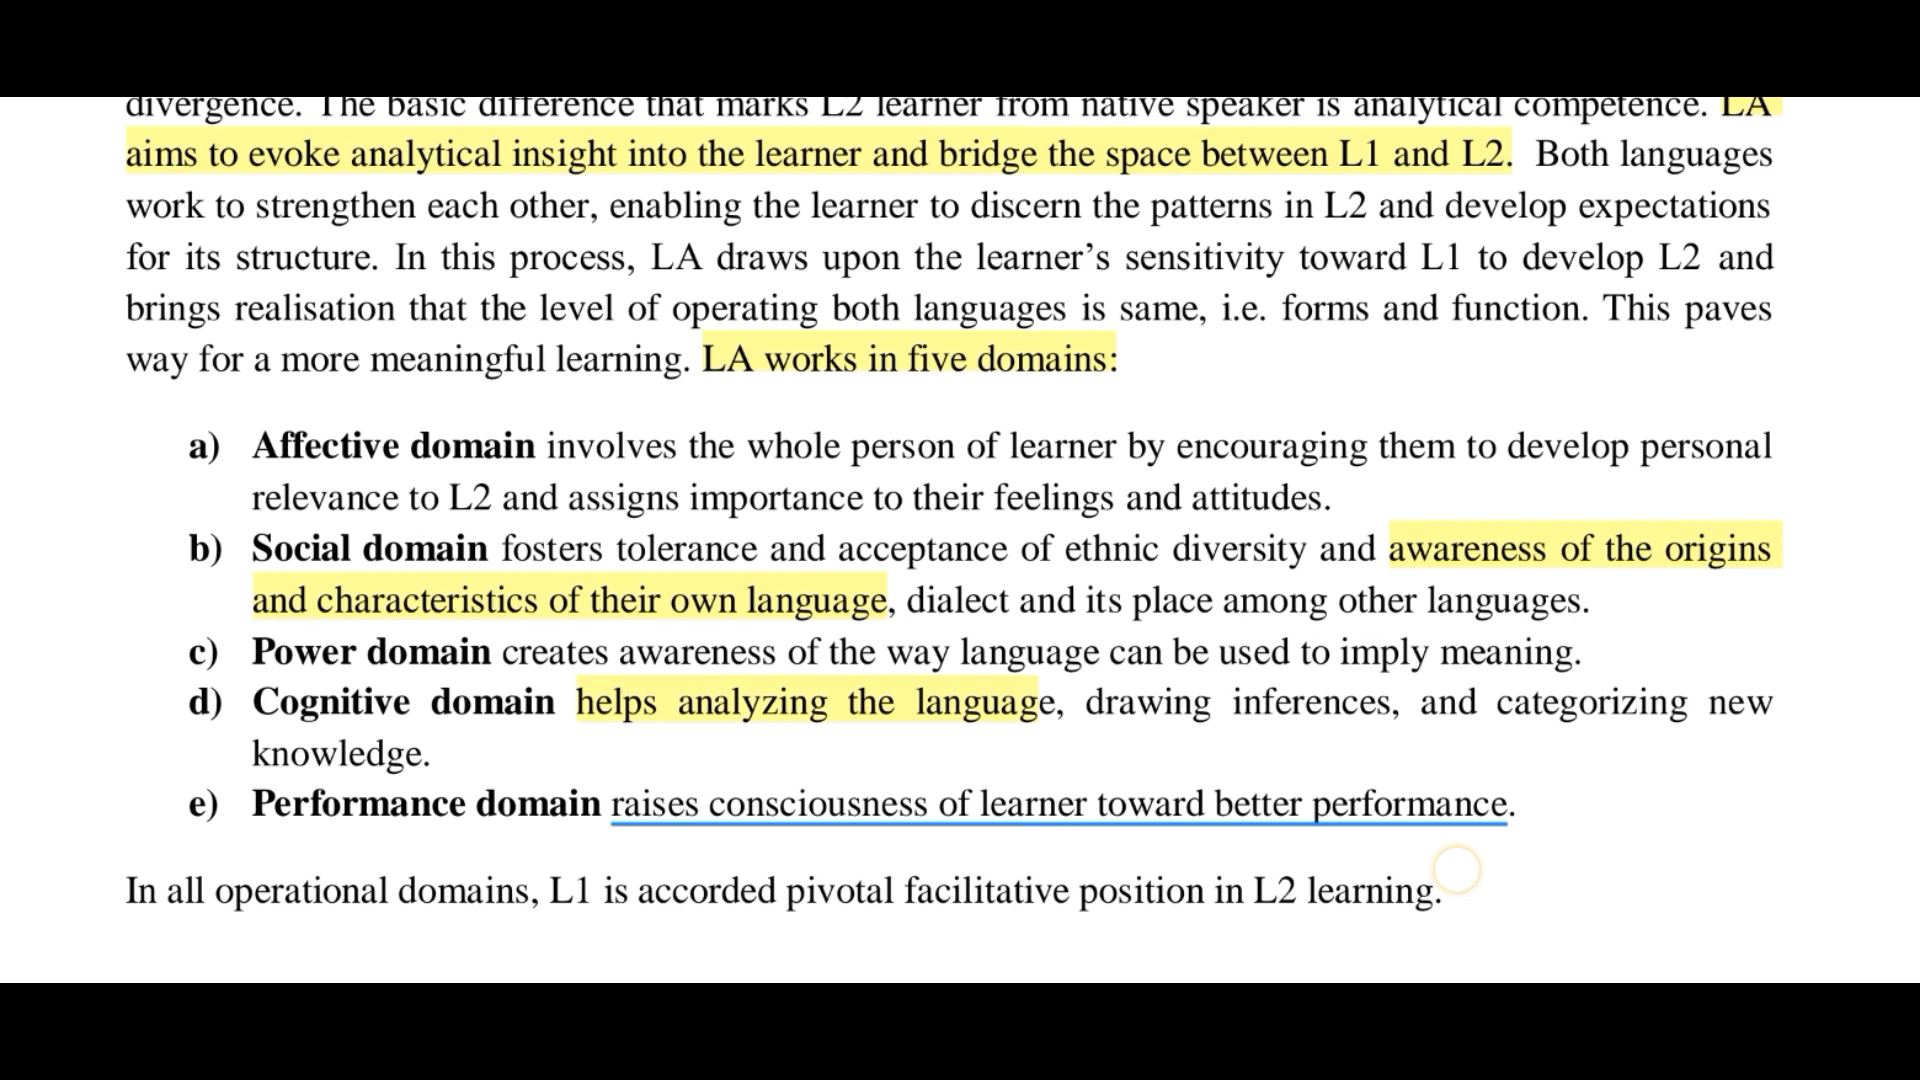 divergence. The basic difference that marks L2 learner from native speaker is analytical competence. LA
aims to evoke analytical insight into the learner and bridge the space between L1 and L2. Both languages
work to strengthen each other, enabling the learner to discern the patterns in L2 and develop expectations
for its structure. In this process, LA draws upon the learner’s sensitivity toward L1 to develop L2 and
brings realisation that the level of operating both languages is same, i.e. forms and function. This paves
way for a more meaningful learning. LA works in five domains:
a) Affective domain involves the whole person of learner by encouraging them to develop personal
relevance to L2 and assigns importance to their feelings and attitudes.
b) Social domain fosters tolerance and acceptance of ethnic diversity and awareness of the origins
and characteristics of their own language, dialect and its place among other languages.
c) Power domain creates awareness of the way language can be used to imply meaning.
d) Cognitive domain helps analyzing the language, drawing inferences, and categorizing new
knowledge.
e) Performance domain raises consciousness of learner toward better performance.
In all operational domains, L1 is accorded pivotal facilitative position in L2 learning.